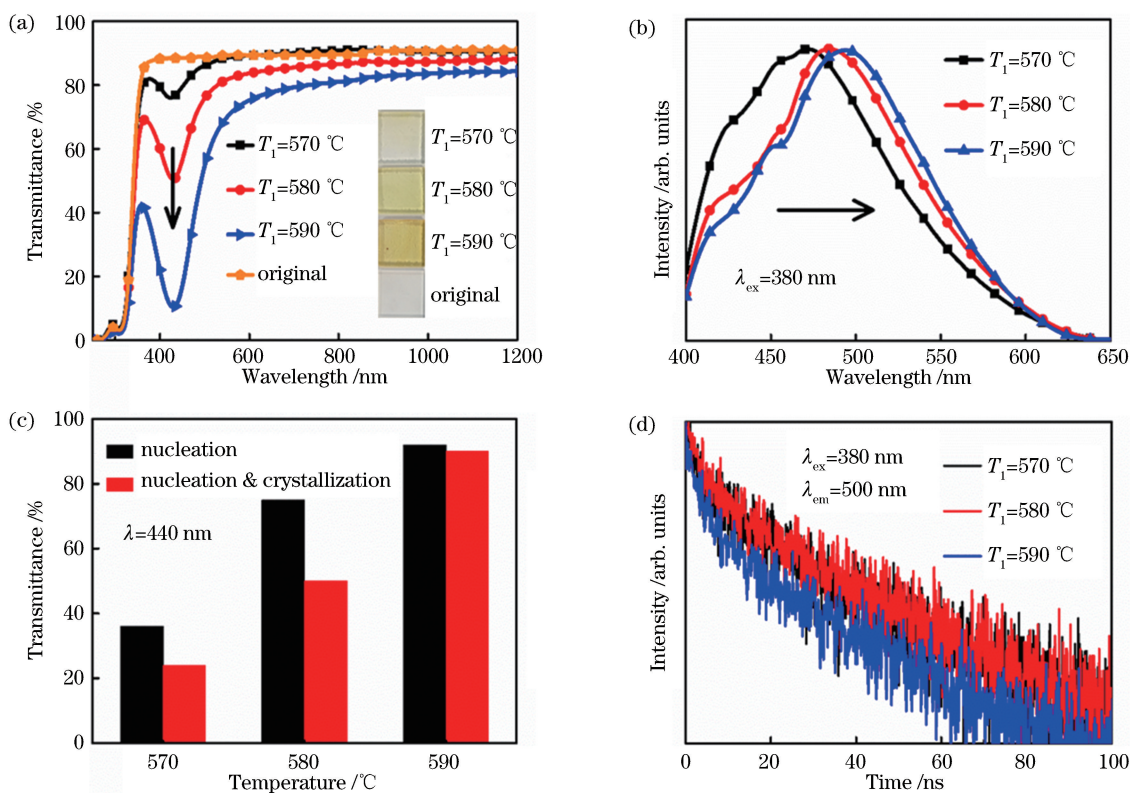 (a)
100
80
60
40
20
0
Transmittance /%
T₁=570 ℃
T₁=580 ℃
T₁=590 ℃
original
T₁=570 ℃
T₁=580 ℃
T₁=590 ℃
original
400 600 800 1000 1200
Wavelength /nm
(b)
Intensity /arb. units
T₁=570 ℃
T₁=580 ℃
T₁=590 ℃
λex=380 nm
400 450 500 550 600 650
Wavelength /nm
(c)
100
80
60
40
20
0
Transmittance /%
nucleation
nucleation & crystallization
λ=440 nm
570 580 590
Temperature /℃
(d)
Intensity /arb. units
λex=380 nm
λem=500 nm
T₁=570 ℃
T₁=580 ℃
T₁=590 ℃
0 20 40 60 80 100
Time /ns